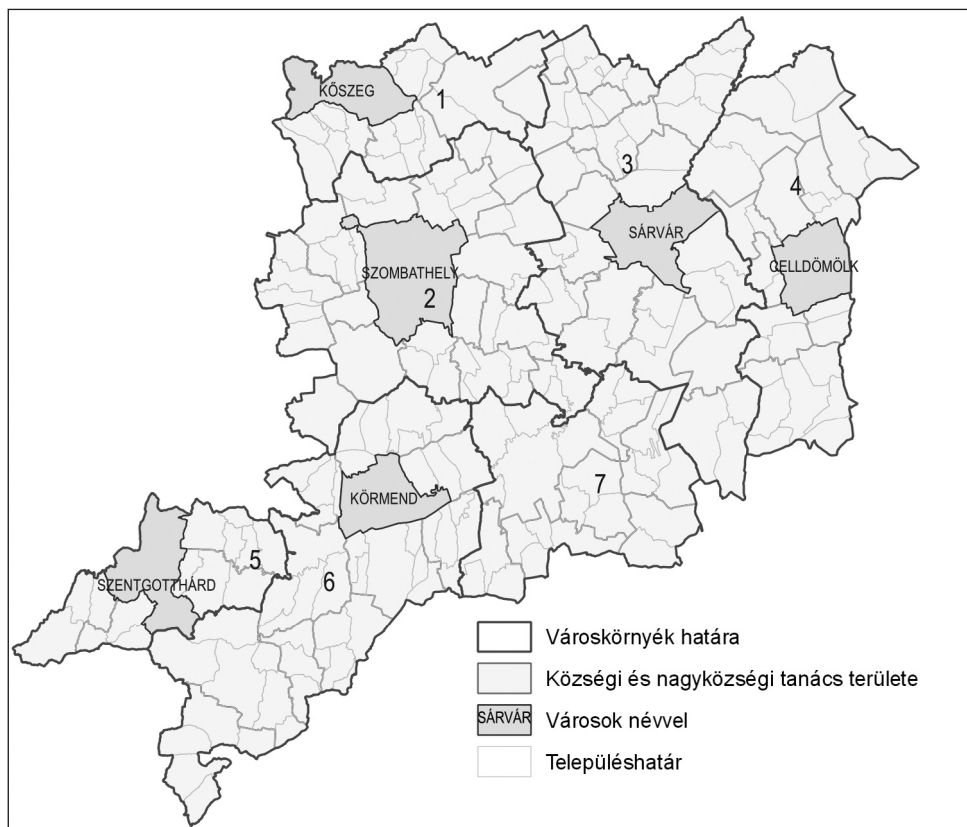 KŐSZEG
1
3
4
SÁRVÁR
SZOMBATHELY
CELLDÖMÖLK
2
7
KÖRMEND
5
SZENTGOTTHÁRD
6
Városkörnyék határa
Községi és nagyközségi tanács területe
SÁRVÁR Városok névvel
Településhatár